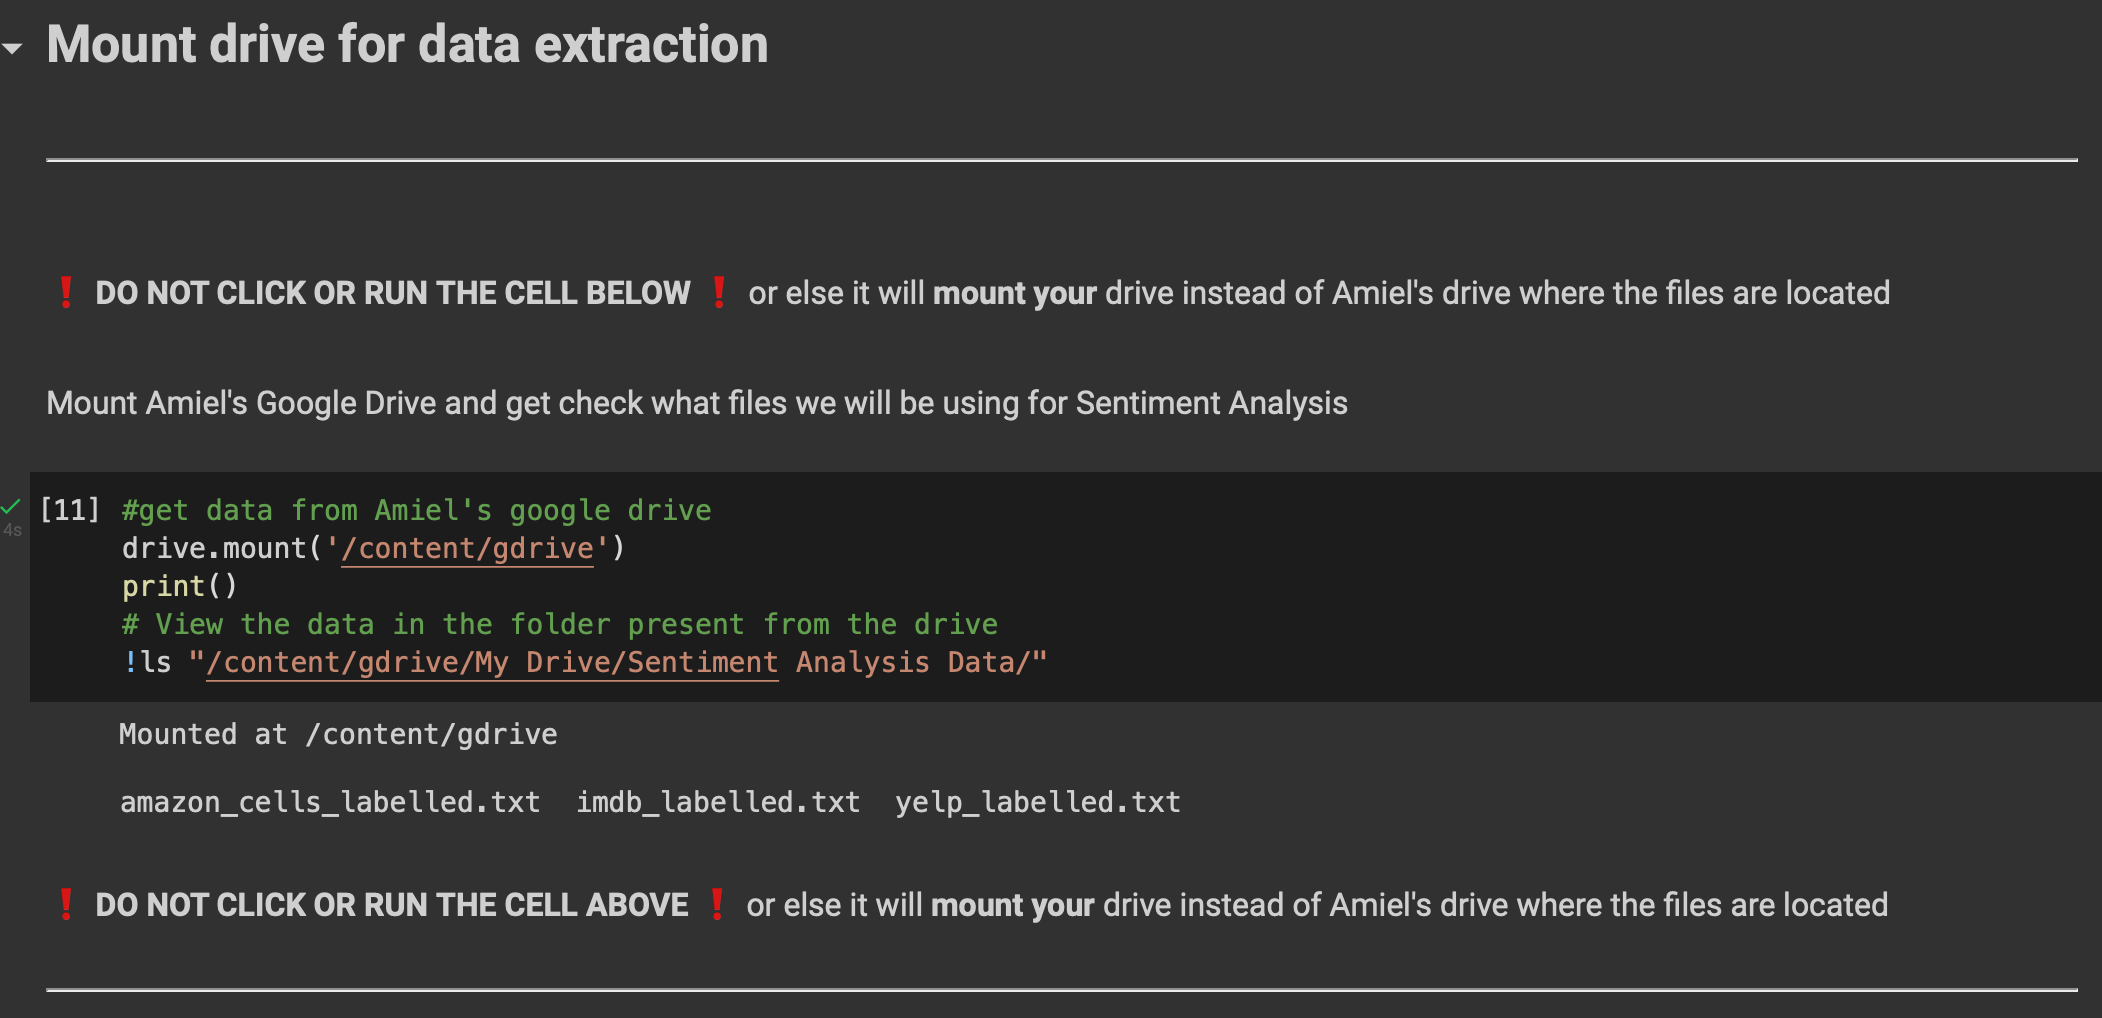 Mount drive for data extraction
❗ DO NOT CLICK OR RUN THE CELL BELOW ❗ or else it will mount your drive instead of Amiel's drive where the files are located
Mount Amiel's Google Drive and get check what files we will be using for Sentiment Analysis
4s
[11] #get data from Amiel's google drive
drive.mount('/content/gdrive')
print()
# View the data in the folder present from the drive
!ls "/content/gdrive/My Drive/Sentiment Analysis Data/"
Mounted at /content/gdrive
amazon_cells_labelled.txt  imdb_labelled.txt  yelp_labelled.txt
❗ DO NOT CLICK OR RUN THE CELL ABOVE ❗ or else it will mount your drive instead of Amiel's drive where the files are located